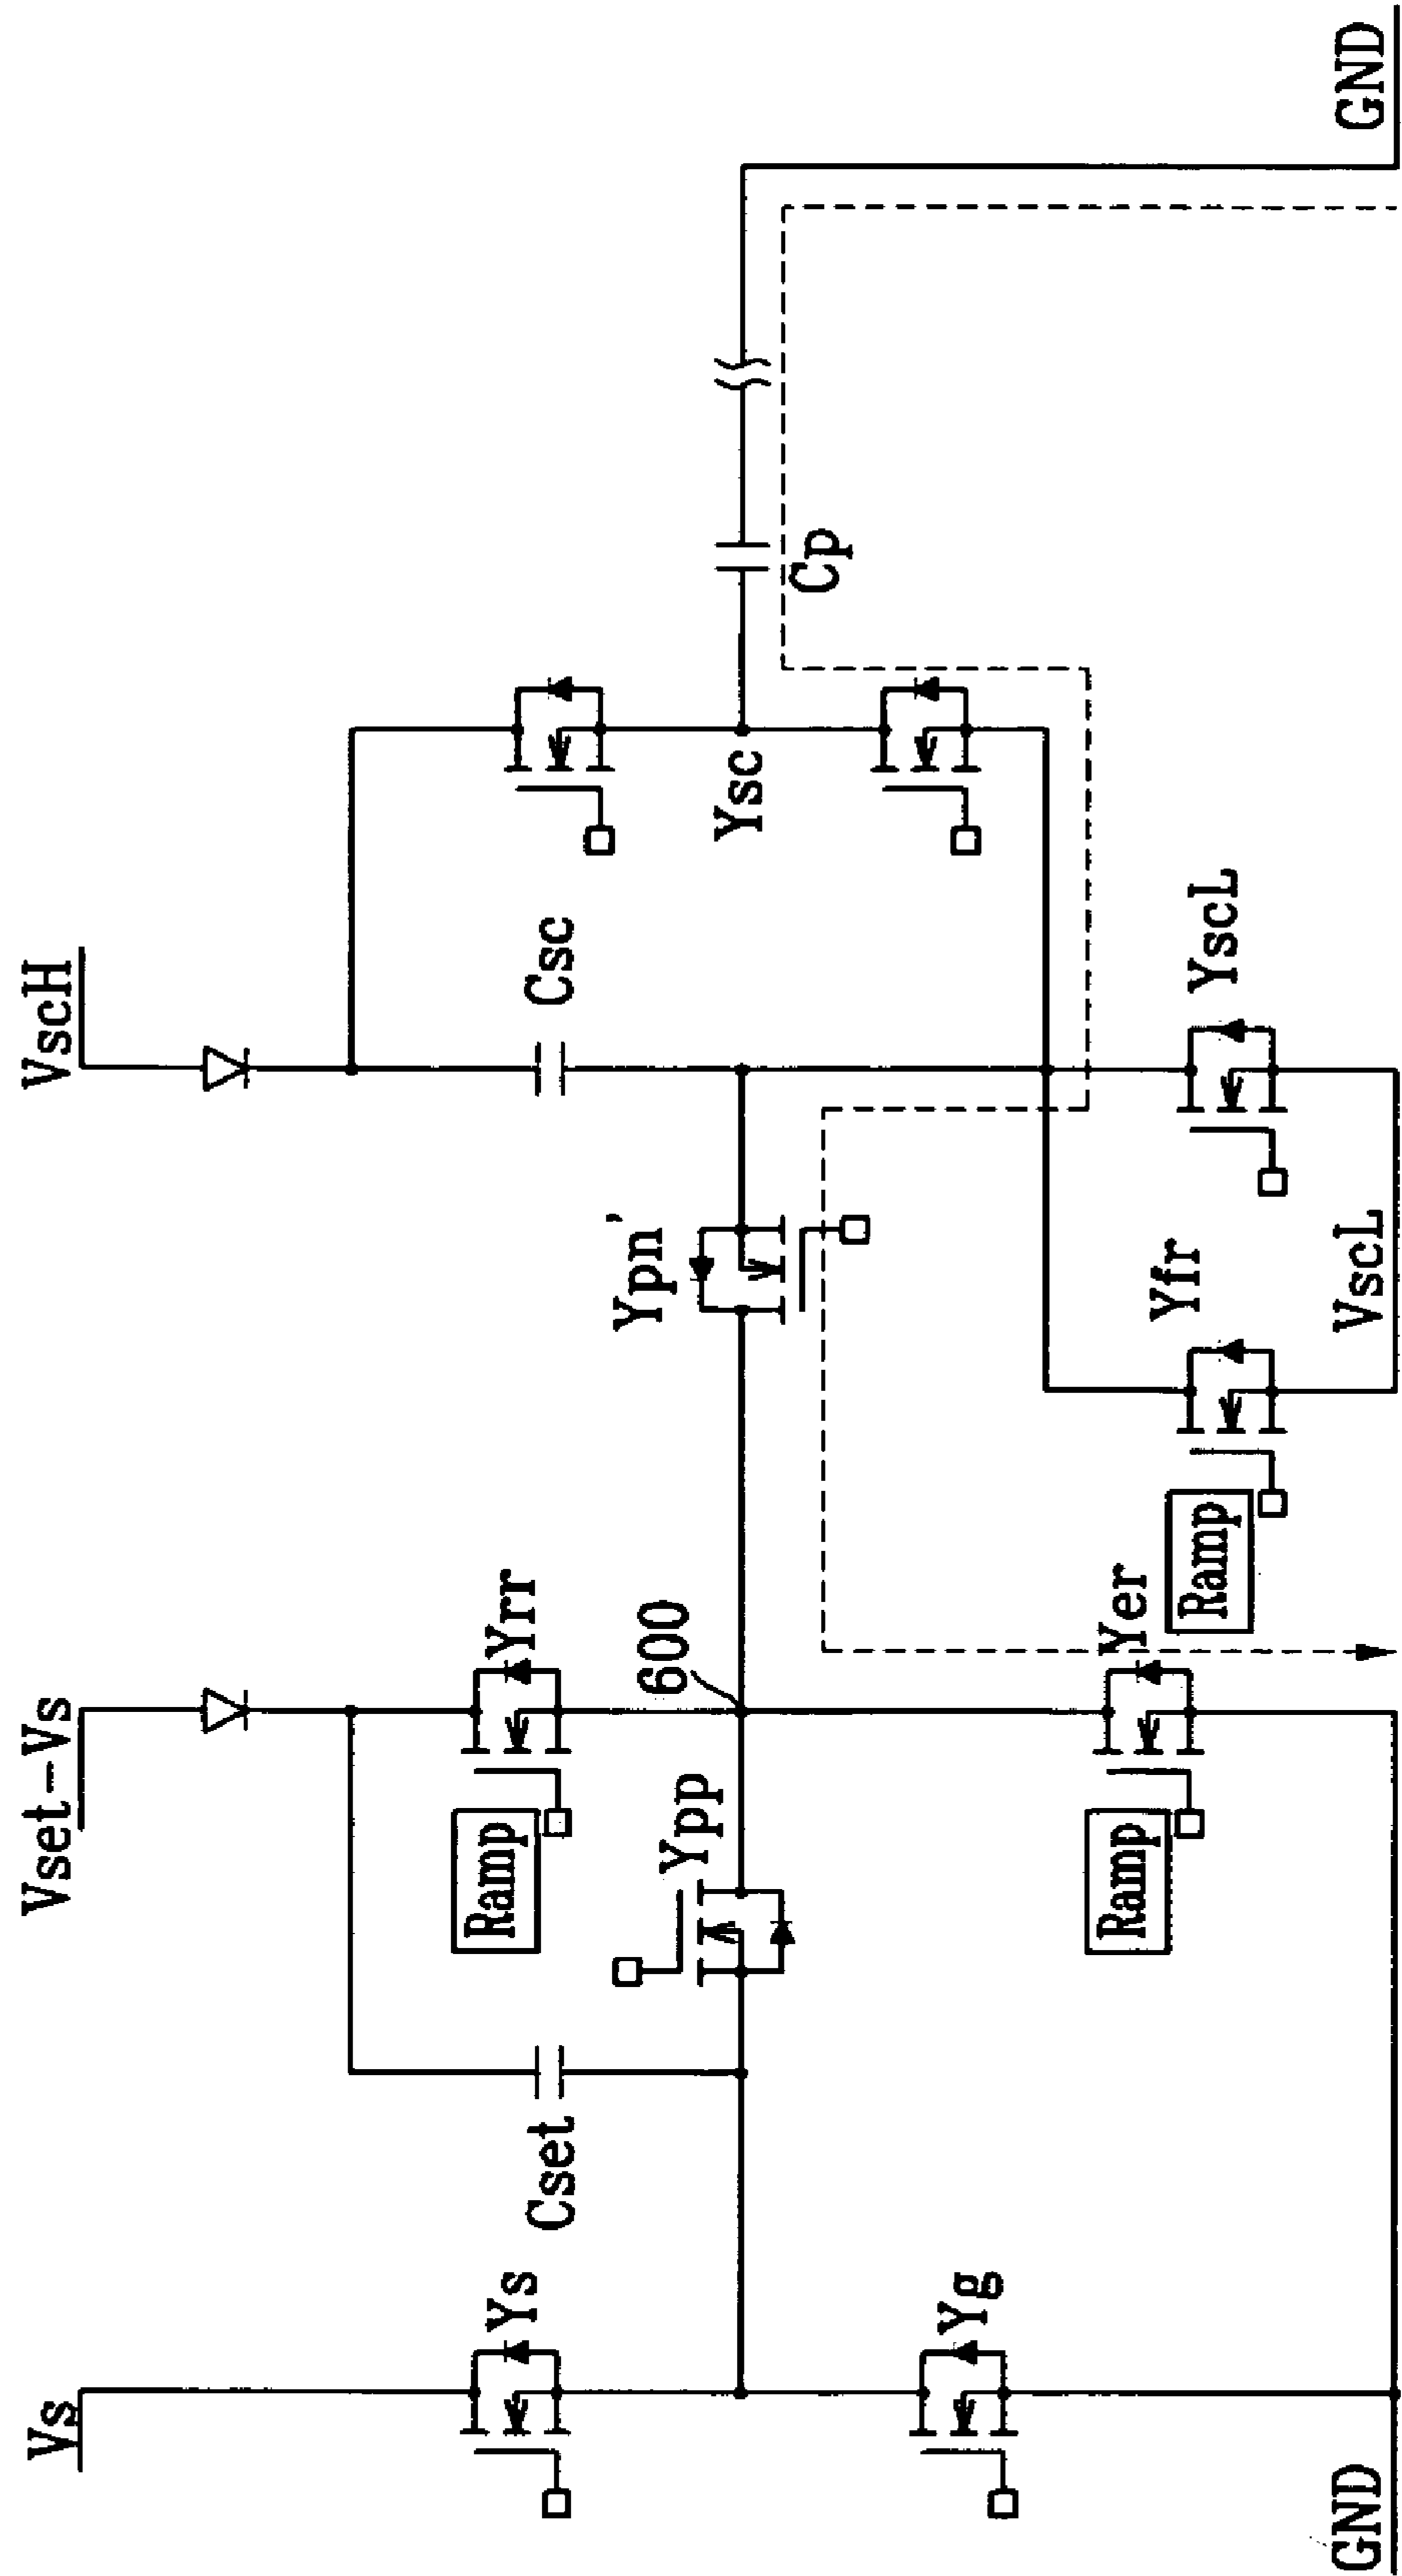 Vs
Vset-Vs
VscH
Ys
Cset
Ramp
Yrr
Ypp
600
Ypn'
Csc
Ysc
Cp
Yg
Ramp
Yer
Ramp
Yfr
YscL
VscL
GND
GND